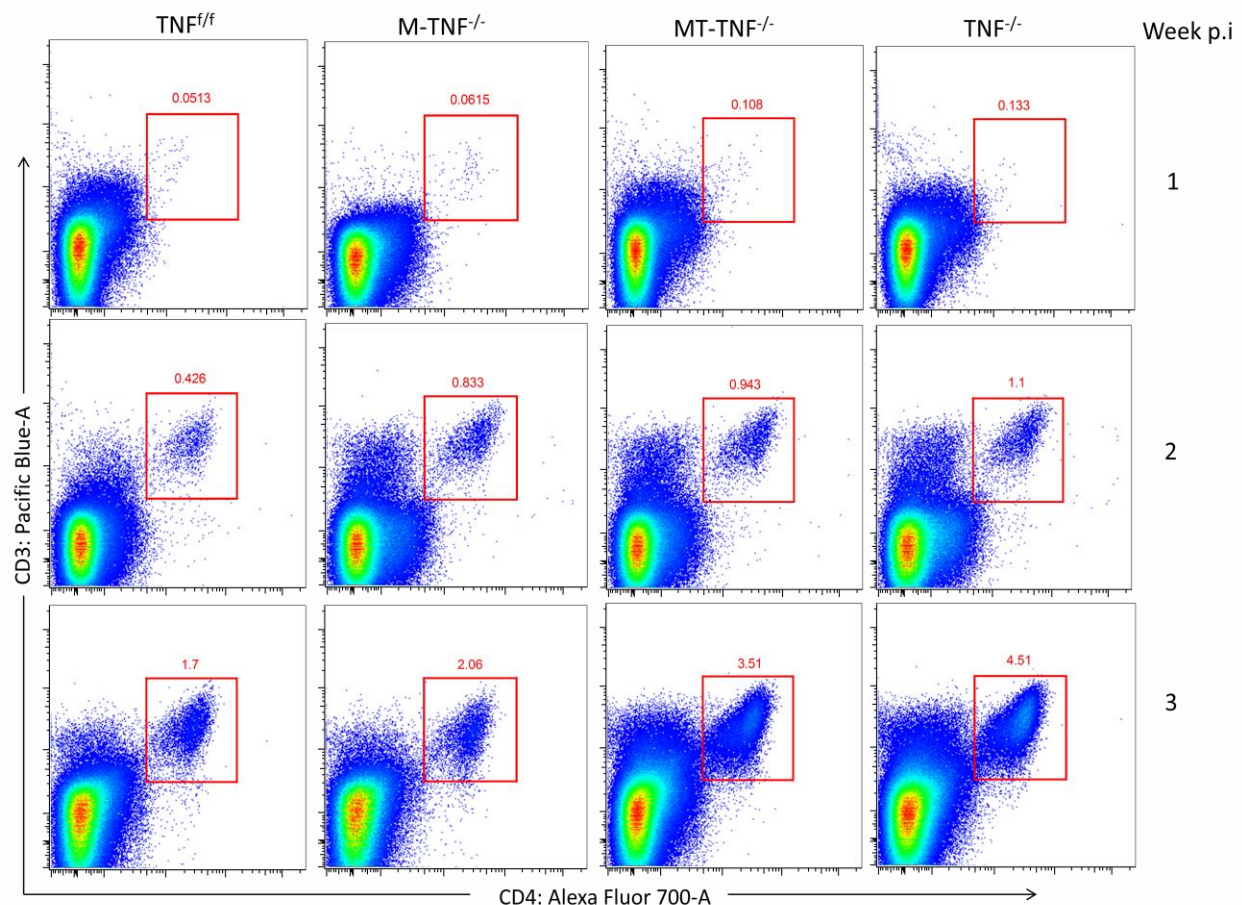 TNFf/f M-TNF-/- MT-TNF-/- TNF-/- Week p.i
0.0513 0.0615 0.108 0.133
1
0.426 0.833 0.943 1.1
2
1.7 2.06 3.51 4.51
3
CD3: Pacific Blue-A
CD4: Alexa Fluor 700-A